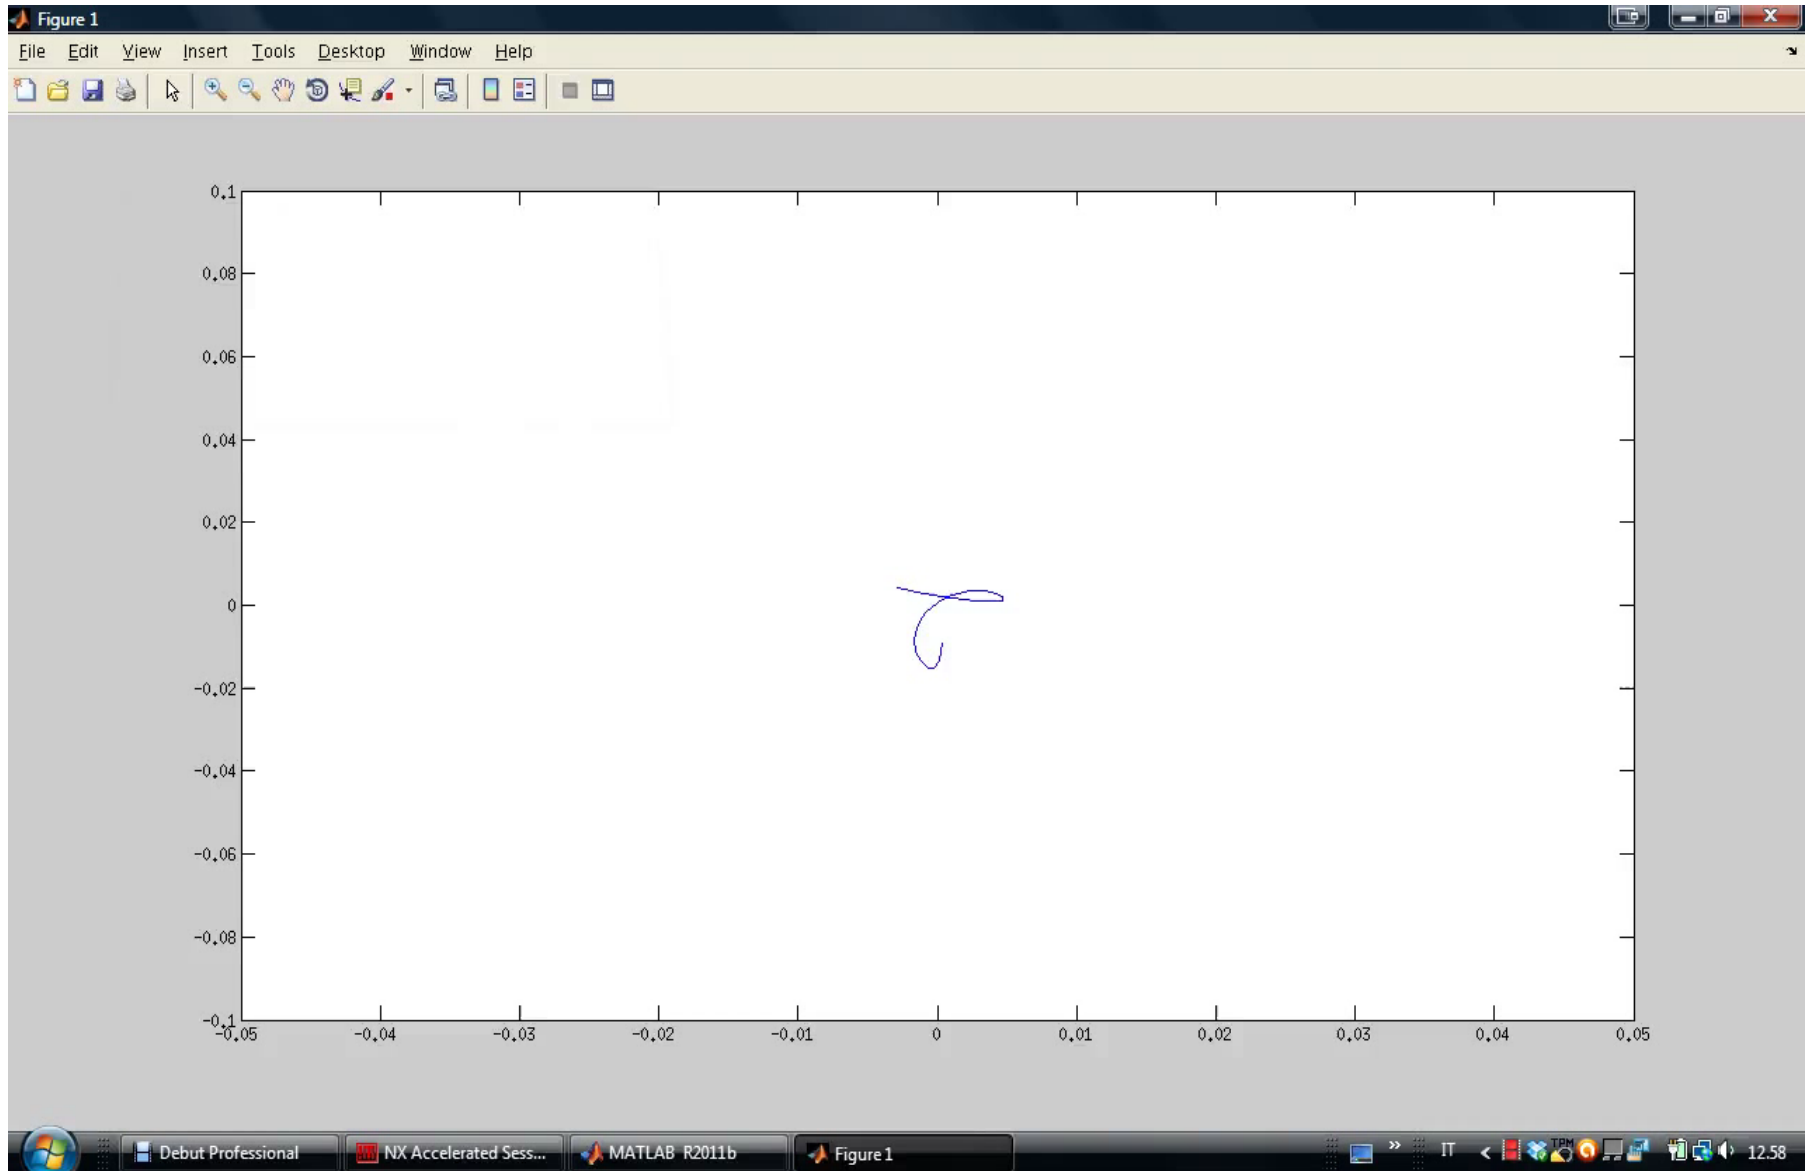 Figure 1
File Edit View Insert Tools Desktop Window Help
0.1
0.08
0.06
0.04
0.02
0
-0.02
-0.04
-0.06
-0.08
-0.1
-0.05 -0.04 -0.03 -0.02 -0.01 0 0.01 0.02 0.03 0.04 0.05
Debut Professional NX Accelerated Sess... MATLAB R2011b Figure 1 » IT TPM 12.58